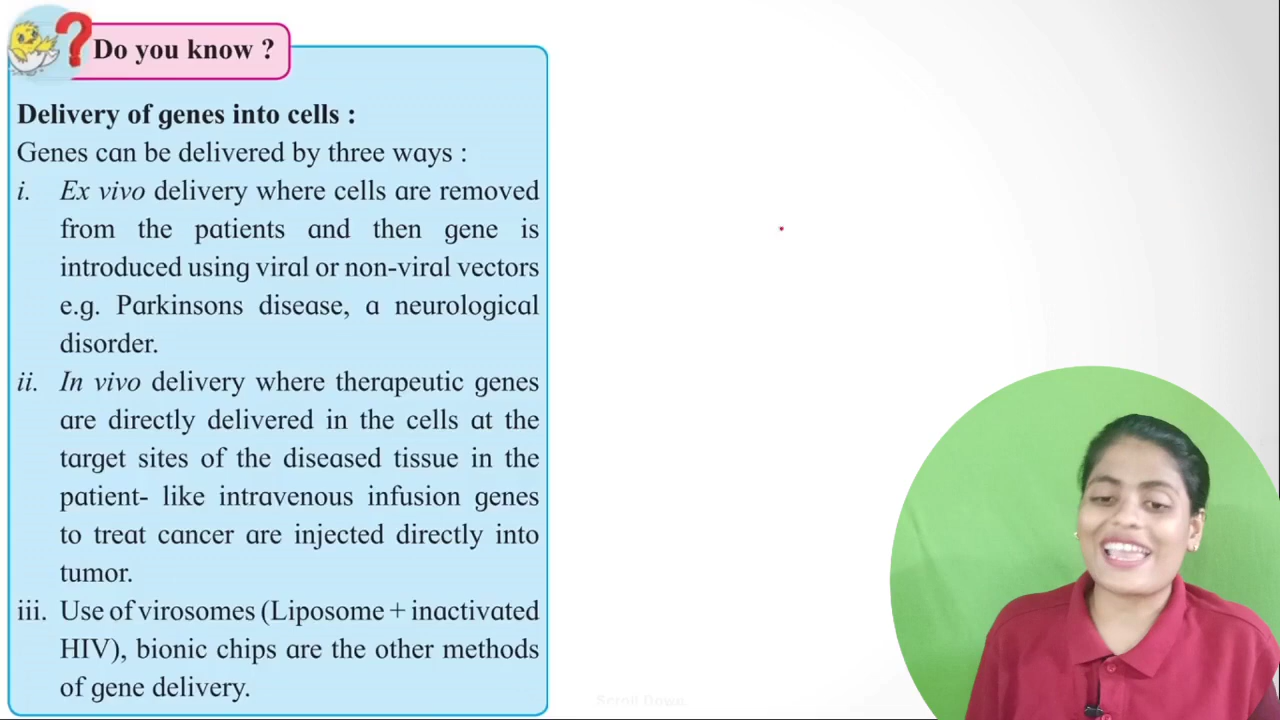 Do you know ?
Delivery of genes into cells :
Genes can be delivered by three ways :
i. Ex vivo delivery where cells are removed
from the patients and then gene is
introduced using viral or non-viral vectors
e.g. Parkinsons disease, a neurological
disorder.
ii. In vivo delivery where therapeutic genes
are directly delivered in the cells at the
target sites of the diseased tissue in the
patient- like intravenous infusion genes
to treat cancer are injected directly into
tumor.
iii. Use of virosomes (Liposome + inactivated
HIV), bionic chips are the other methods
of gene delivery.
Scroll Down.